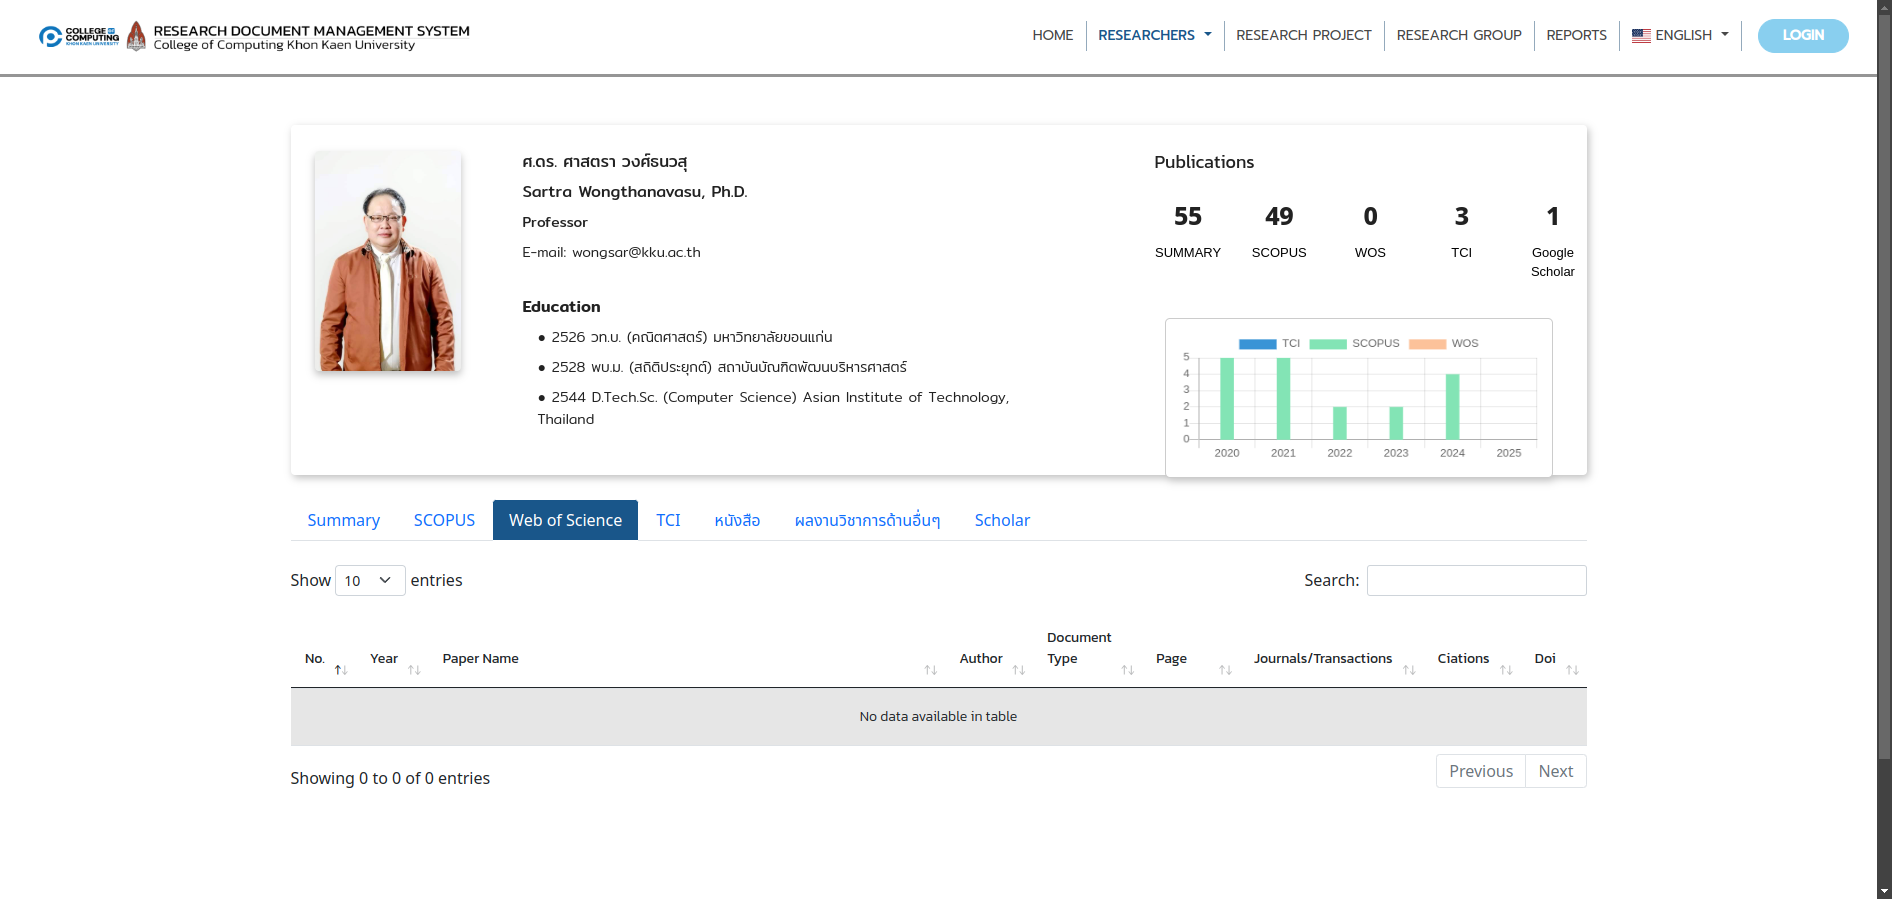 COLLEGE OF
COMPUTING
KHON KAEN UNIVERSITY
RESEARCH DOCUMENT MANAGEMENT SYSTEM
College of Computing Khon Kaen University
HOME
RESEARCHERS
RESEARCH PROJECT
RESEARCH GROUP
REPORTS
ENGLISH
LOGIN
ศ.ดร. ศาสตรา วงศ์ธนวสุ
Sartra Wongthanavasu, Ph.D.
Professor
E-mail: wongsar@kku.ac.th
Education
● 2526 วท.บ. (คณิตศาสตร์) มหาวิทยาลัยขอนแก่น
● 2528 พบ.ม. (สถิติประยุกต์) สถาบันบัณฑิตพัฒนบริหารศาสตร์
● 2544 D.Tech.Sc. (Computer Science) Asian Institute of Technology,
Thailand
Publications
55 49 0 3 1
SUMMARY SCOPUS WOS TCI Google
Scholar
TCI SCOPUS WOS
5
4
3
2
1
0
2020 2021 2022 2023 2024 2025
Summary SCOPUS Web of Science TCI หนังสือ ผลงานวิชาการด้านอื่นๆ Scholar
Show 10 entries
Search:
No. Year Paper Name Author Document
Type Page Journals/Transactions Ciations Doi
No data available in table
Showing 0 to 0 of 0 entries
Previous Next